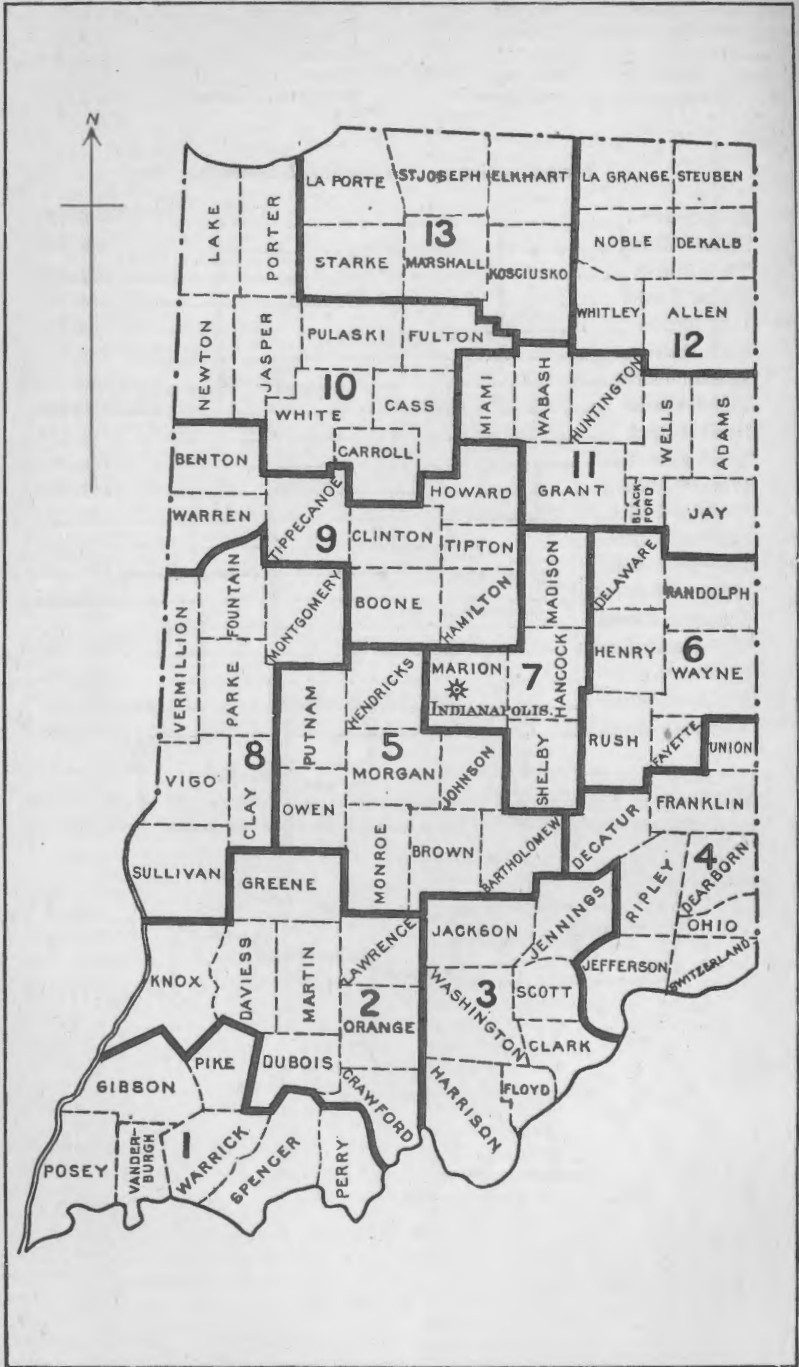 N
LA PORTE
ST JOSEPH
ELKHART
LA GRANGE
STEUBEN
LAKE
PORTER
STARKE
13
MARSHALL
KOSCIUSKO
NOBLE
DEKALB
WHITLEY
ALLEN
12
NEWTON
JASPER
PULASKI
FULTON
10
WHITE
CASS
MIAMI
WABASH
HUNTINGTON
WELLS
ADAMS
CARROLL
BENTON
WARREN
TIPPECANOE
9
HOWARD
11
GRANT
BLACK
FORD
JAY
CLINTON
TIPTON
FOUNTAIN
MONTGOMERY
BOONE
HAMILTON
MADISON
DELAWARE
RANDOLPH
HENRY
6
WAYNE
VERMILLION
PARKE
PUTNAM
HENDRICKS
MARION
INDIANAPOLIS.
7
HANCOCK
RUSH
FAYETTE
UNION
VIGO
CLAY
8
5
MORGAN
JOHNSON
SHELBY
FRANKLIN
OWEN
SULLIVAN
GREENE
MONROE
BROWN
BARTHOLOMEW
DECATUR
RIPLEY
4
DEARBORN
OHIO
SWITZERLAND
KNOX
DAVIESS
MARTIN
LAWRENCE
2
ORANGE
JACKSON
JENNINGS
JEFFERSON
3
WASHINGTON
SCOTT
CLARK
GIBSON
PIKE
DUBOIS
CRAWFORD
HARRISON
FLOYD
POSEY
VANDER-
BURGH
1
WARRICK
SPENCER
PERRY